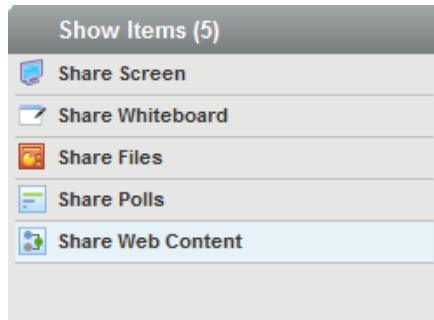 Show Items (5)
Share Screen
Share Whiteboard
Share Files
Share Polls
Share Web Content